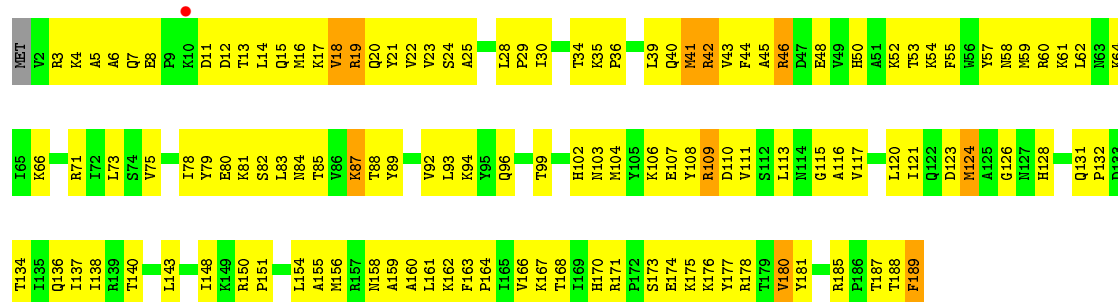 MET V2 R3 K4 A5 A6 Q7 E8 P9 K10 D11 D12 T13 L14 Q15 M16 K17 V18 R19 Q20 Y21 V22 V23 S24 A25 L28 P29 I30 T34 K35 P36 L39 Q40 M41 R42 V43 F44 A45 R46 D47 E48 V49 H50 A51 K52 T53 K54 F55 W56 Y57 N58 M59 R60 K61 L62 N63 K64
I65 K66 R71 I72 L73 S74 V75 I78 Y79 E80 K81 S82 L83 N84 T85 V86 K87 T88 Y89 V92 L93 K94 Y95 Q96 T99 H102 N103 M104 Y105 K106 E107 Y108 R109 D110 V111 S112 L113 N114 G115 A116 V117 L120 I121 Q122 D123 M124 A125 G126 N127 H128 Q131 P132 D133
T134 I135 Q136 I137 I138 R139 T140 L143 I148 K149 R150 P151 L154 A155 M156 R157 N158 A159 A160 L161 K162 F163 P164 I165 V166 K167 T168 I169 H170 R171 P172 S173 E174 K175 K176 Y177 R178 T179 V180 Y181 R185 P186 T187 T188 F189